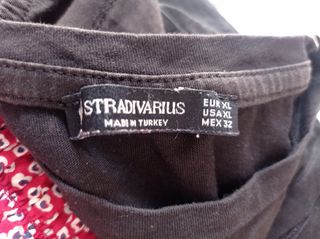 STRADIVARIUS
MADE IN TURKEY
EUR XL
USA XL
MEX 32